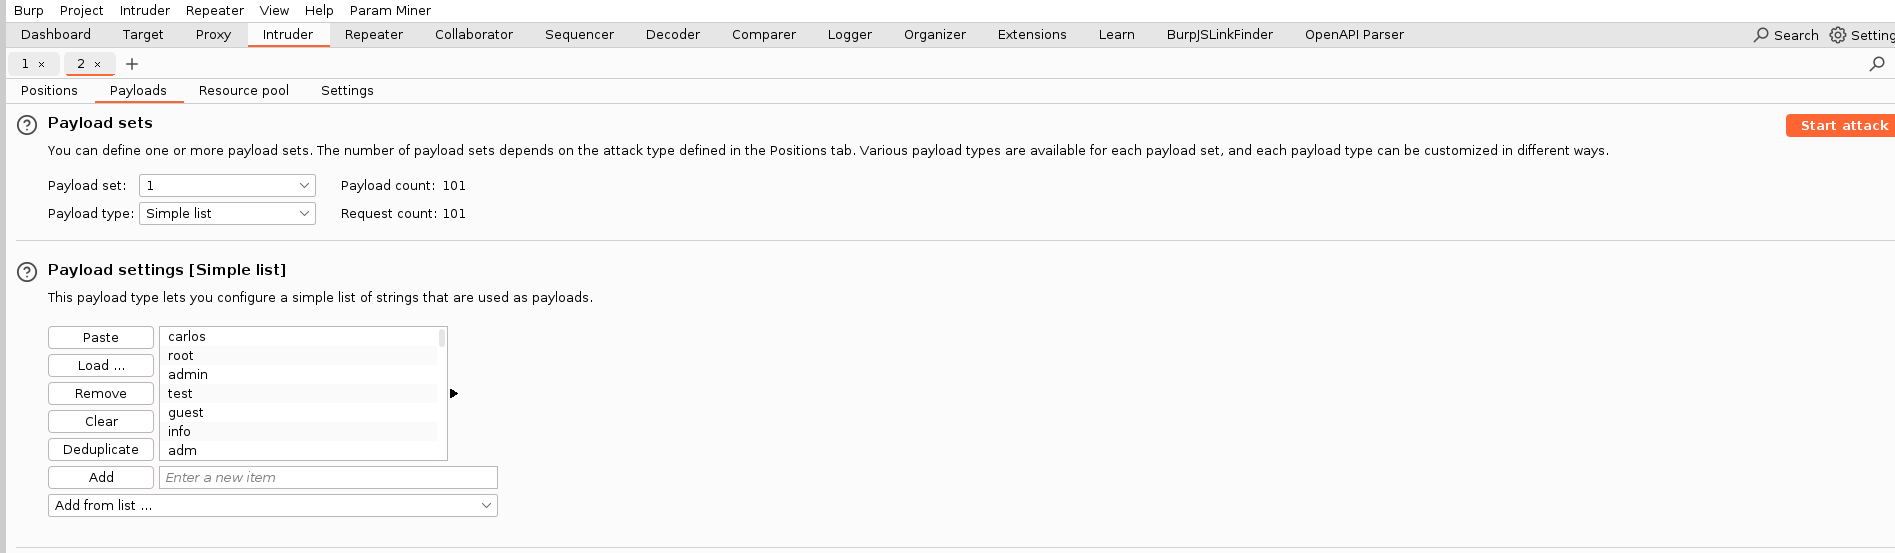 Burp Project Intruder Repeater View Help Param Miner
Dashboard Target Proxy Intruder Repeater Collaborator Sequencer Decoder Comparer Logger Organizer Extensions Learn BurpJSLinkFinder OpenAPI Parser Search Setting
1 × 2 × +
Positions Payloads Resource pool Settings
? Payload sets Start attack
You can define one or more payload sets. The number of payload sets depends on the attack type defined in the Positions tab. Various payload types are available for each payload set, and each payload type can be customized in different ways.
Payload set: 1 Payload count: 101
Payload type: Simple list Request count: 101
? Payload settings [Simple list]
This payload type lets you configure a simple list of strings that are used as payloads.
Paste carlos
root
Load ... admin
Remove test
Clear guest
info
Deduplicate adm
Add Enter a new item
Add from list ...